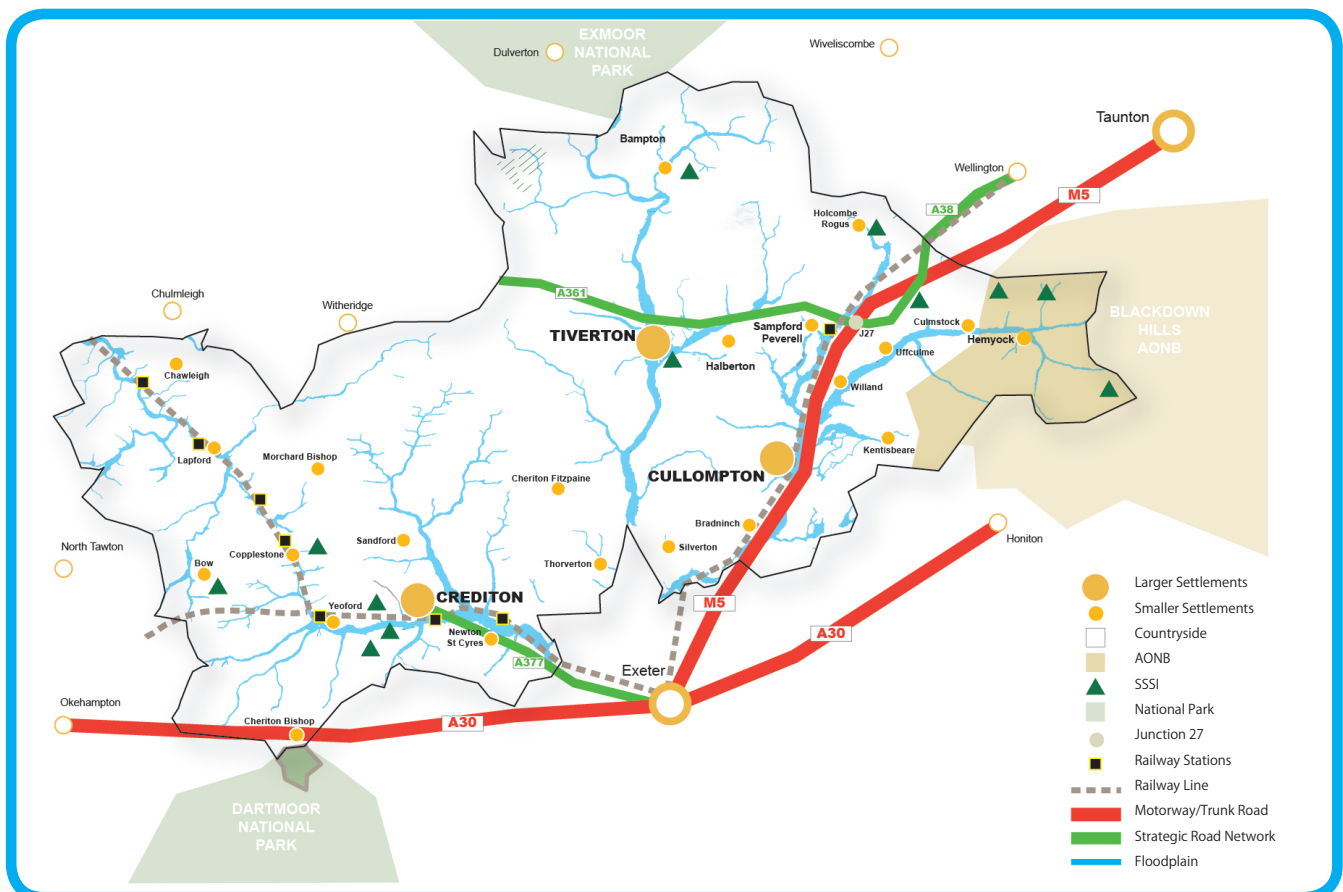 EXMOOR
NATIONAL
PARK
Dulverton
Wiveliscombe
Taunton
Bampton
Wellington
M5
A38
Holcombe
Rogus
Chulmleigh
Witheridge
A361
BLACKDOWN
HILLS
AONB
TIVERTON
Sampford
Peverell
J27
Culmstock
Hemyock
Halberton
Uffculme
Chawleigh
Willand
Lapford
Morchard Bishop
Kentisbeare
CULLOMPTON
Cheriton Fitzpaine
Bradninch
Honiton
North Tawton
Sandford
Silverton
Copplestone
Bow
Thorverton
CREDITON
Yeoford
M5
Newton
St Cyres
A377
A30
Exeter
Okehampton
Cheriton Bishop
A30
DARTMOOR
NATIONAL
PARK
Larger Settlements
Smaller Settlements
Countryside
AONB
SSSI
National Park
Junction 27
Railway Stations
Railway Line
Motorway/Trunk Road
Strategic Road Network
Floodplain